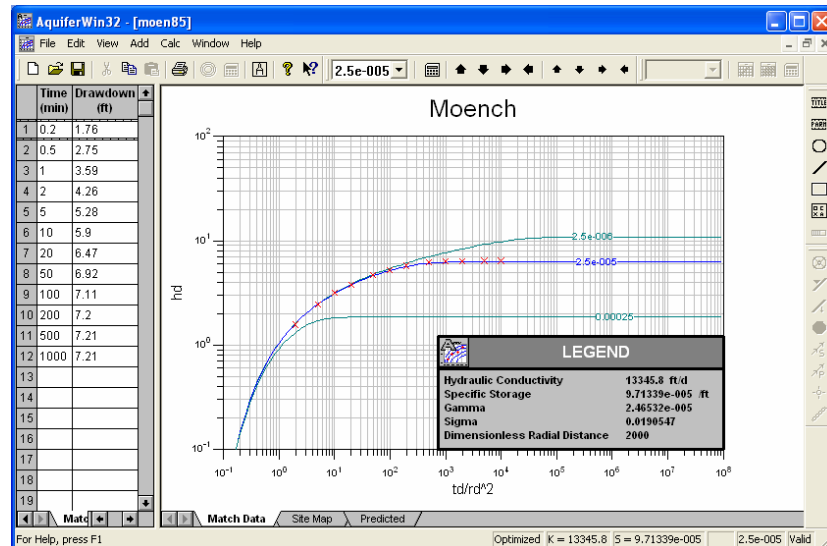 AquiferWin32 - [moen85]
File Edit View Add Calc Window Help
2.5e-005
Time (min) Drawdown (ft)
1 0.2 1.76
2 0.5 2.75
3 1 3.59
4 2 4.26
5 5 5.28
6 10 5.9
7 20 6.47
8 50 6.92
9 100 7.11
10 200 7.2
11 500 7.21
12 1000 7.21
13
14
15
16
17
18
19
Moench
hd
10^2
10^1
10^0
10^-1
2.5e-006
2.5e-005
0.00025
LEGEND
Hydraulic Conductivity 13345.8 ft/d
Specific Storage 9.71339e-005 /ft
Gamma 2.46532e-005
Sigma 0.0190547
Dimensionless Radial Distance 2000
10^-1 10^0 10^1 10^2 10^3 10^4 10^5 10^6 10^7 10^8
td/rd^2
Match Data Site Map Predicted
For Help, press F1
Optimized K = 13345.8 S = 9.71339e-005 2.5e-005 Valid
TITLE